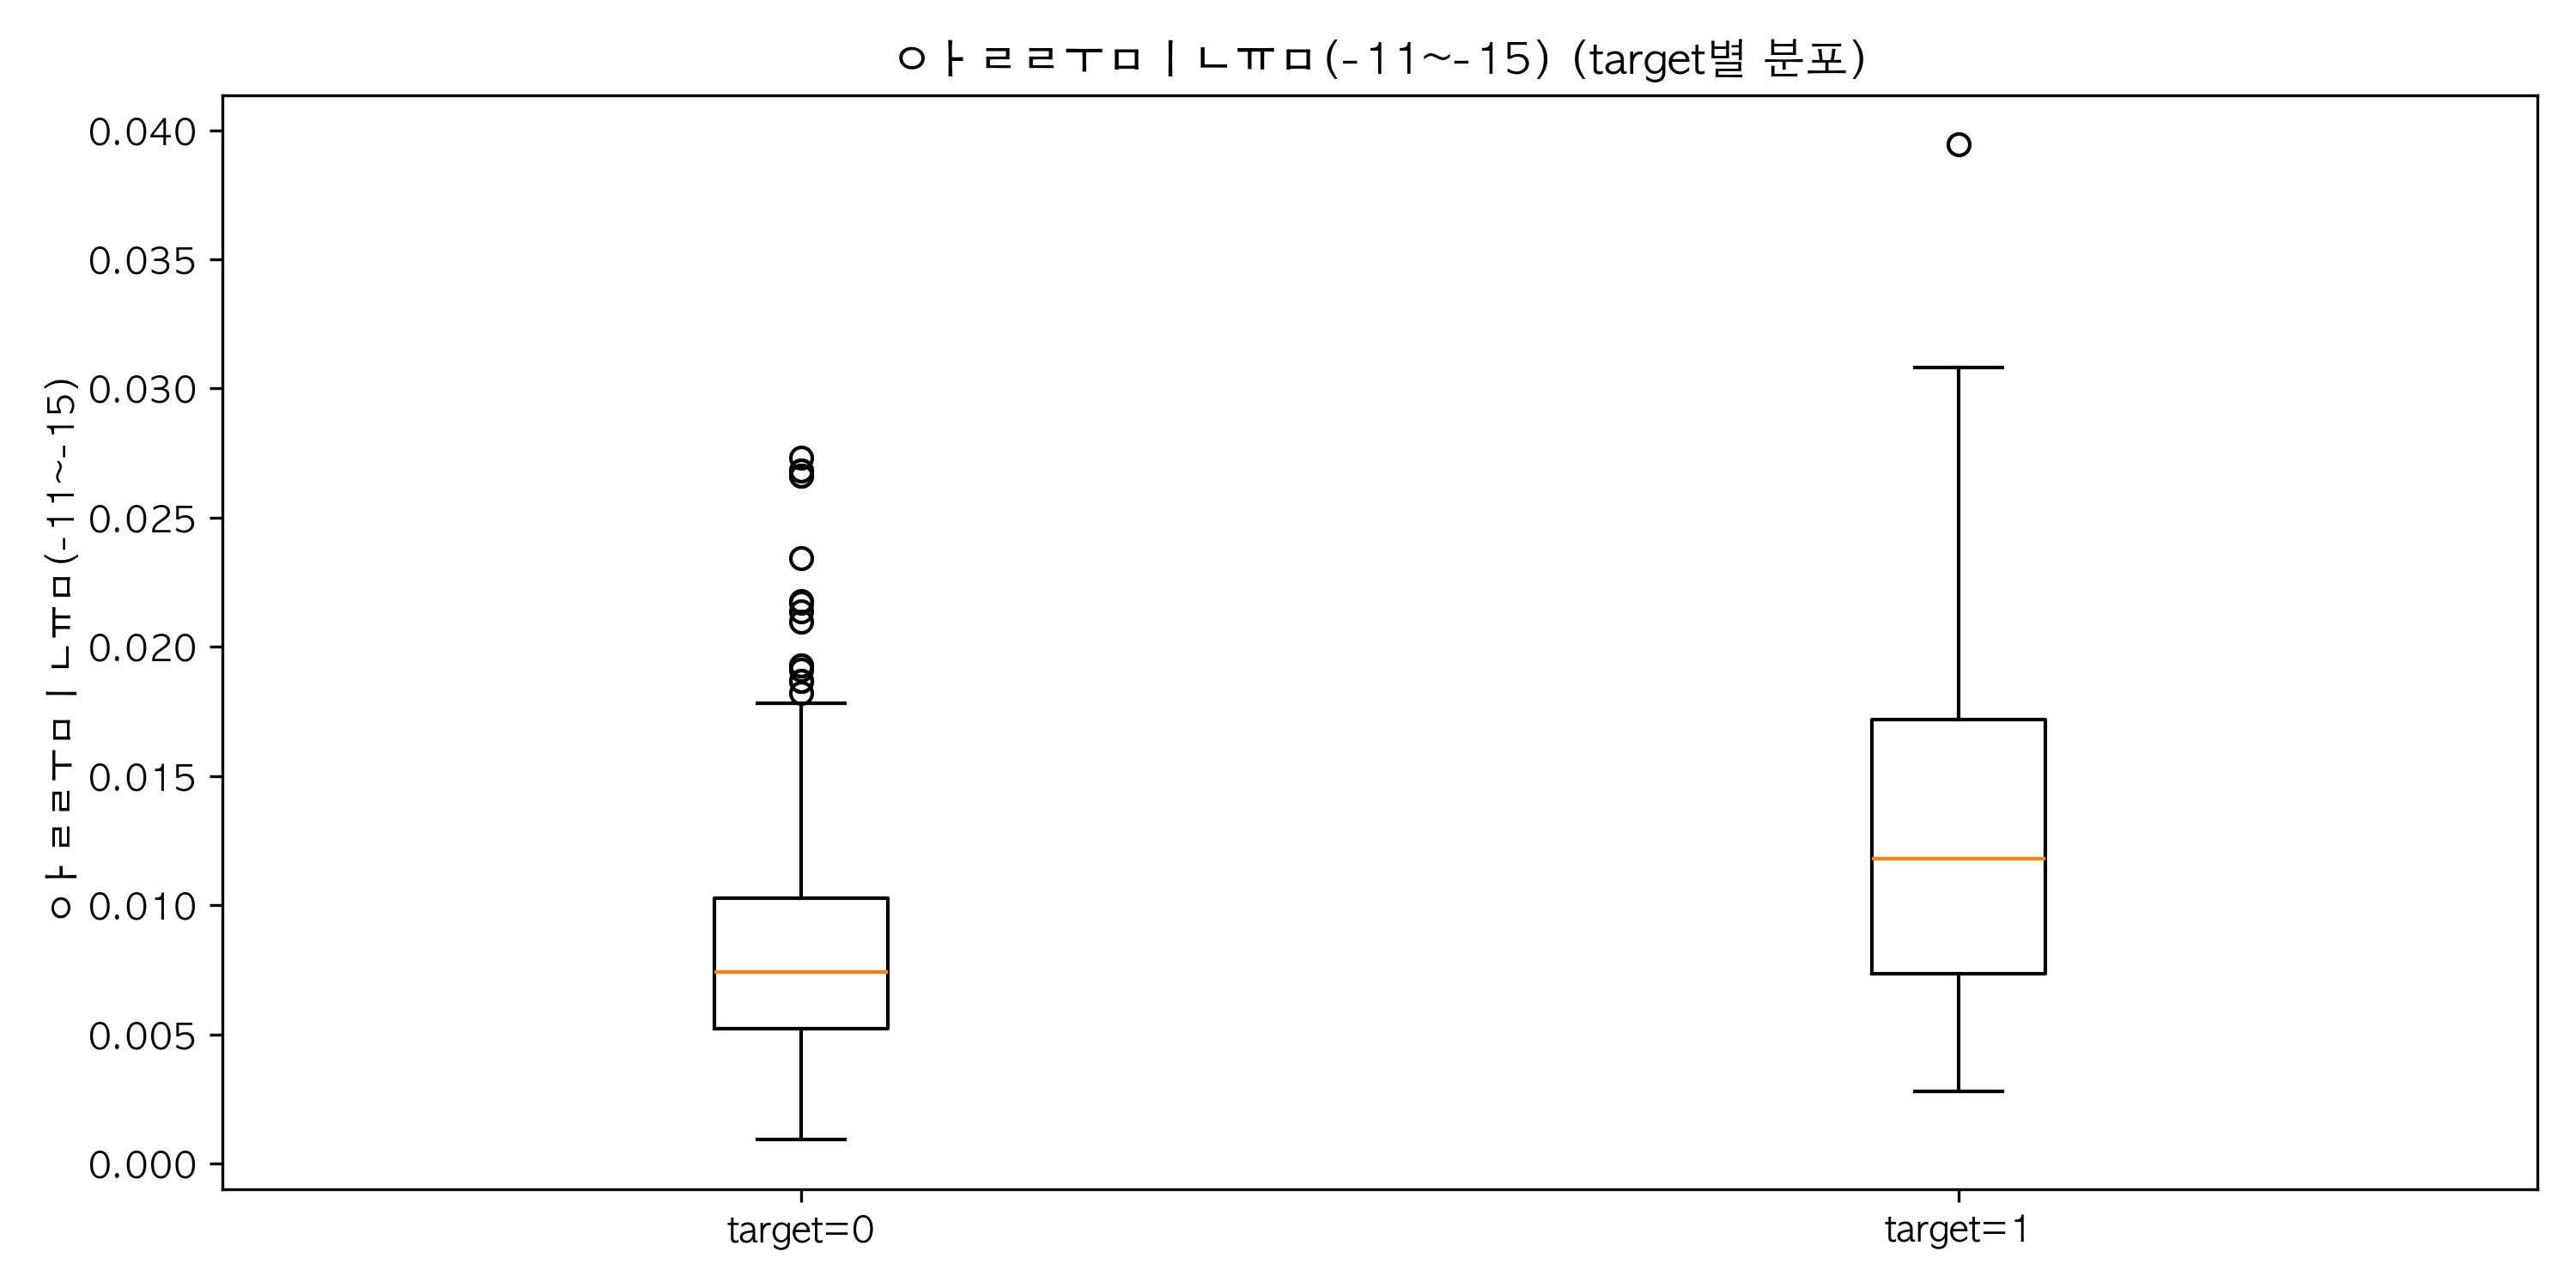 ㅇㅏㄹㄹㅜㅁㅣㄴㅠㅁ(-11~-15) (target별 분포)
ㅇㅏㄹㄹㅜㅁㅣㄴㅠㅁ(-11~-15)
0.040
0.035
0.030
0.025
0.020
0.015
0.010
0.005
0.000
target=0
target=1